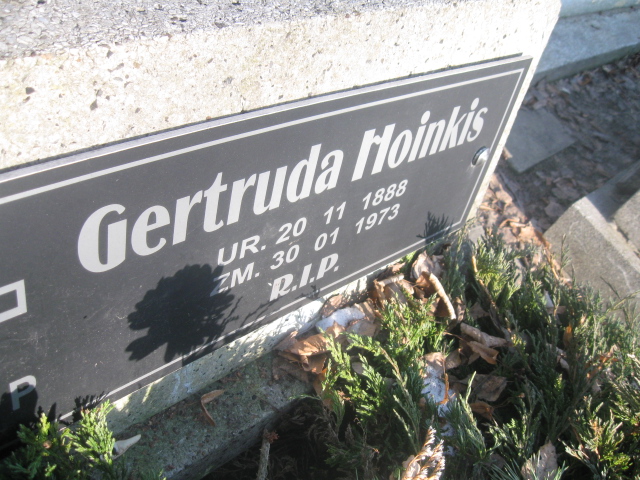 Gertruda Hoinkis
UR. 20 11 1888
ZM. 30 01 1973
R.I.P.
P